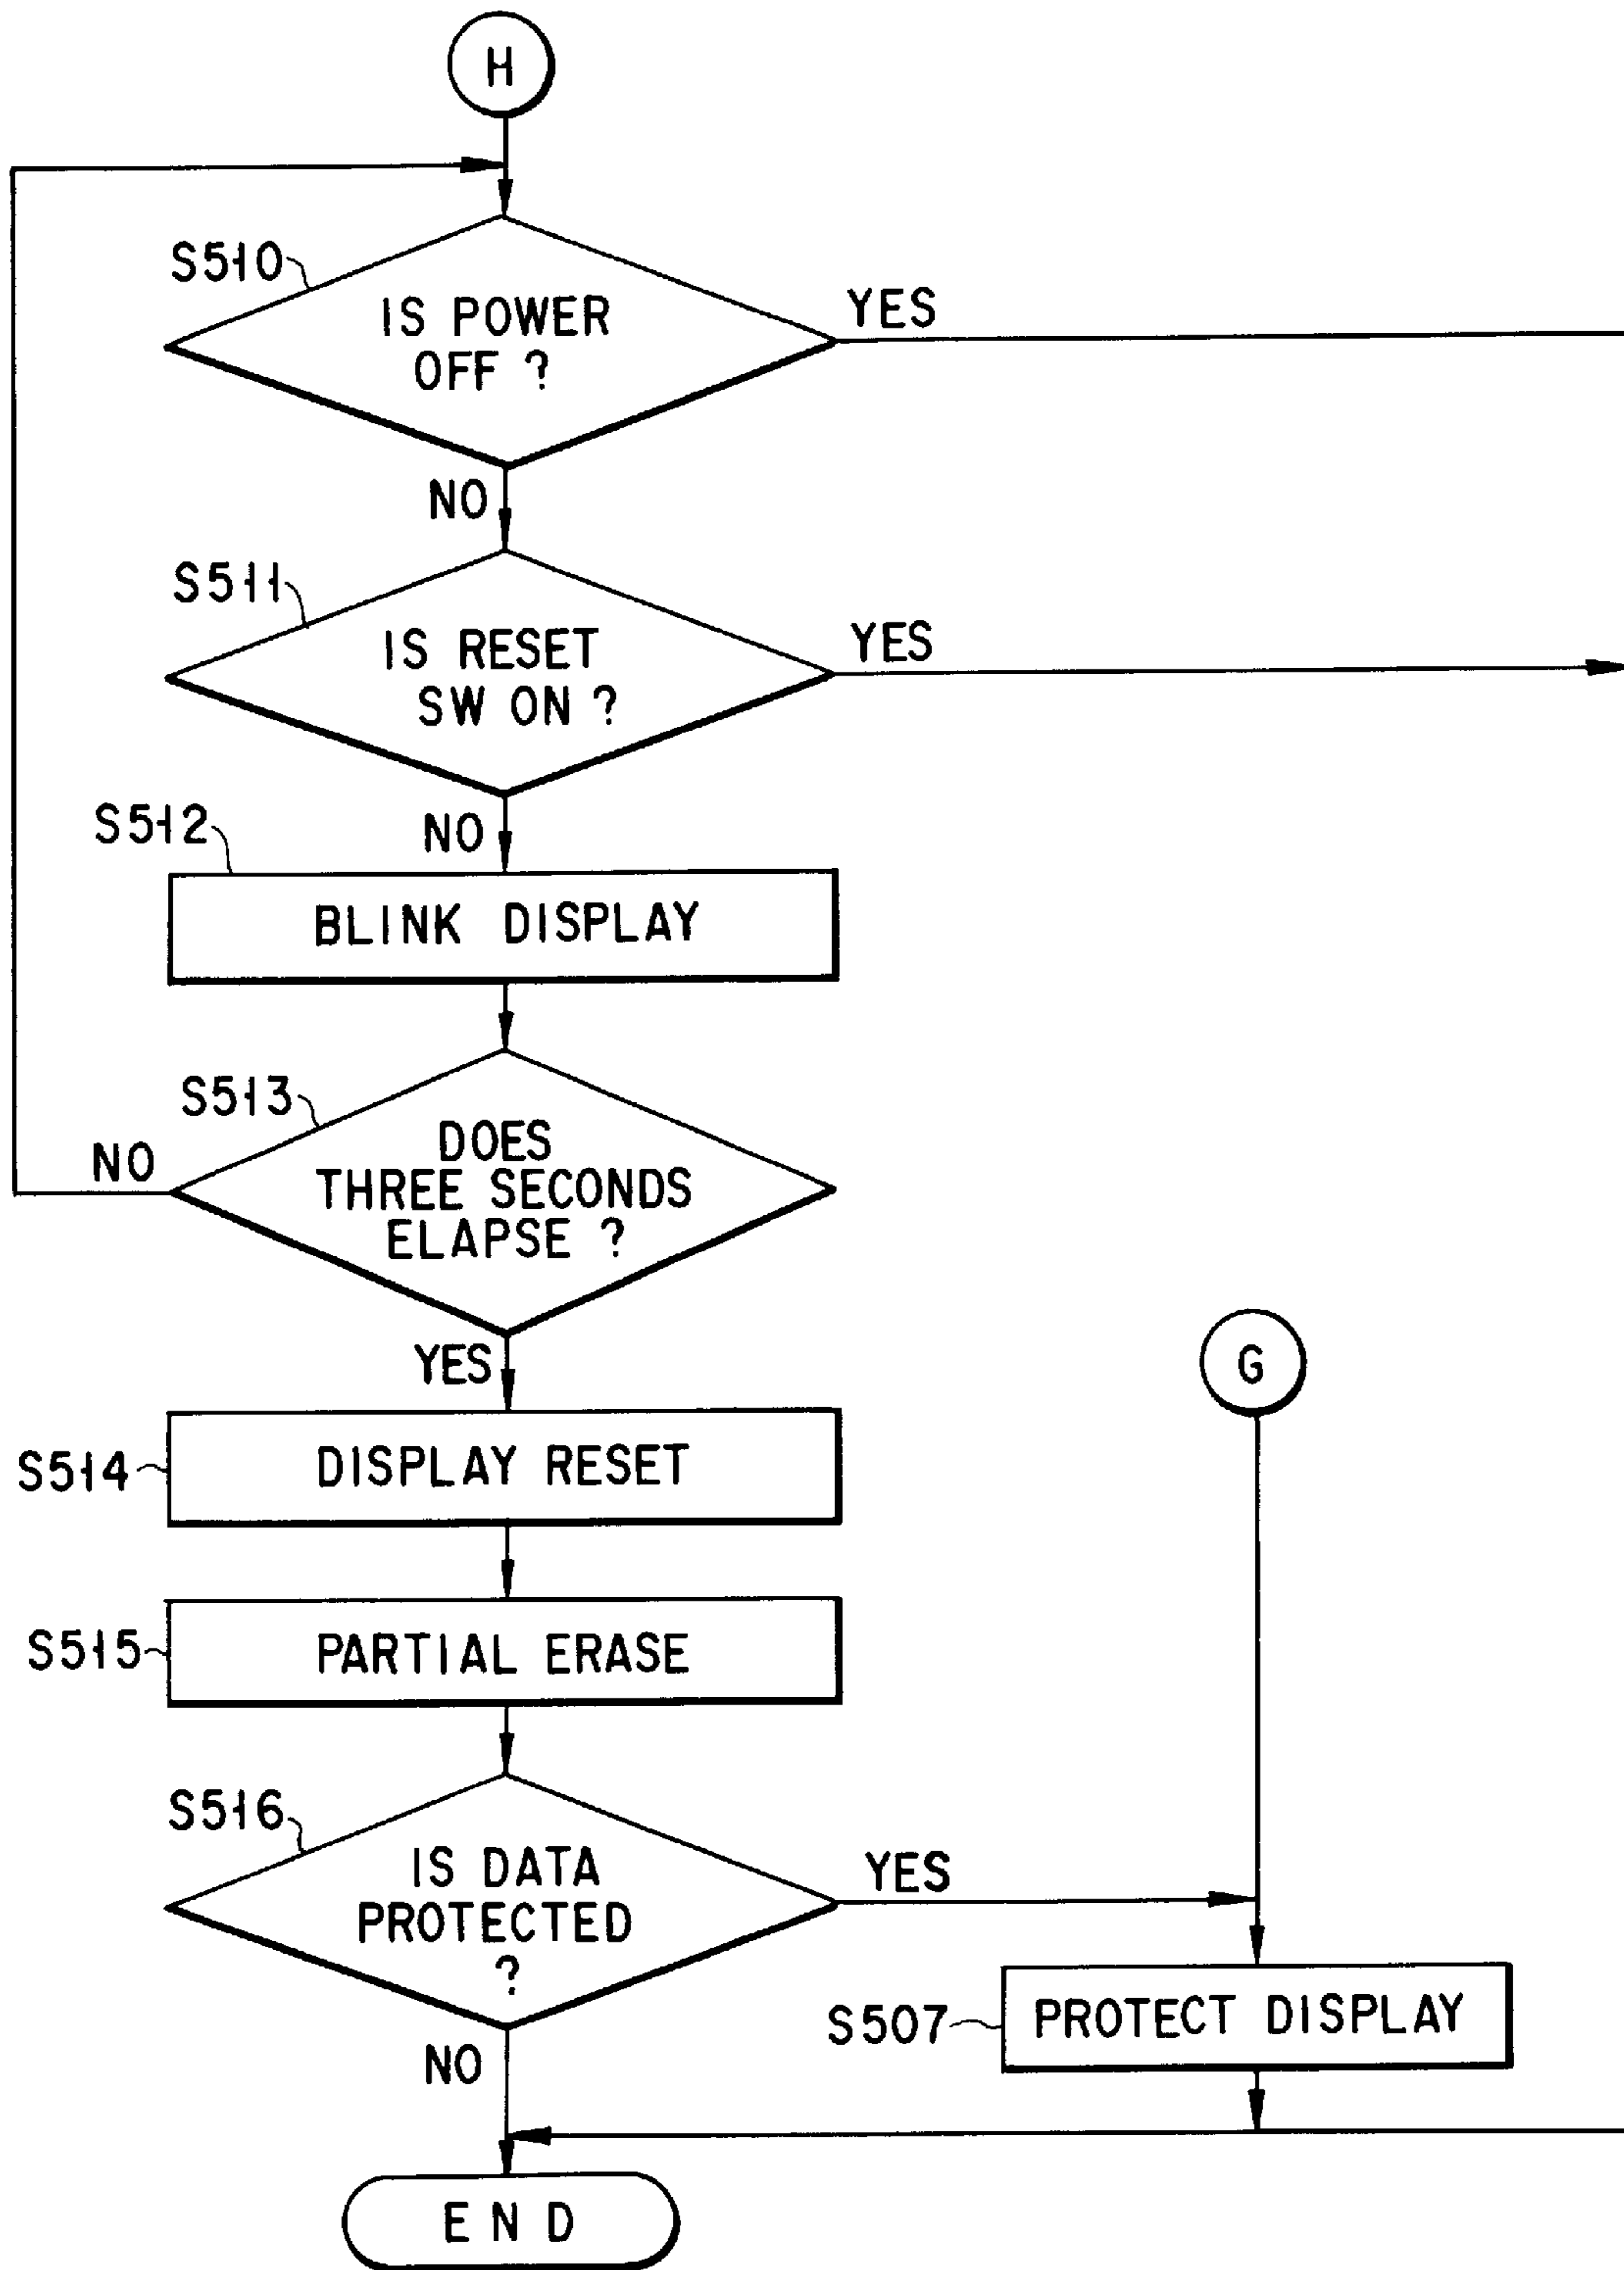 H
S510
IS POWER
OFF ?
YES
NO
S511
IS RESET
SW ON ?
YES
NO
S512
BLINK DISPLAY
S513
DOES
THREE SECONDS
ELAPSE ?
NO
YES
G
S514
DISPLAY RESET
S515
PARTIAL ERASE
S516
IS DATA
PROTECTED
?
YES
S507
PROTECT DISPLAY
NO
END